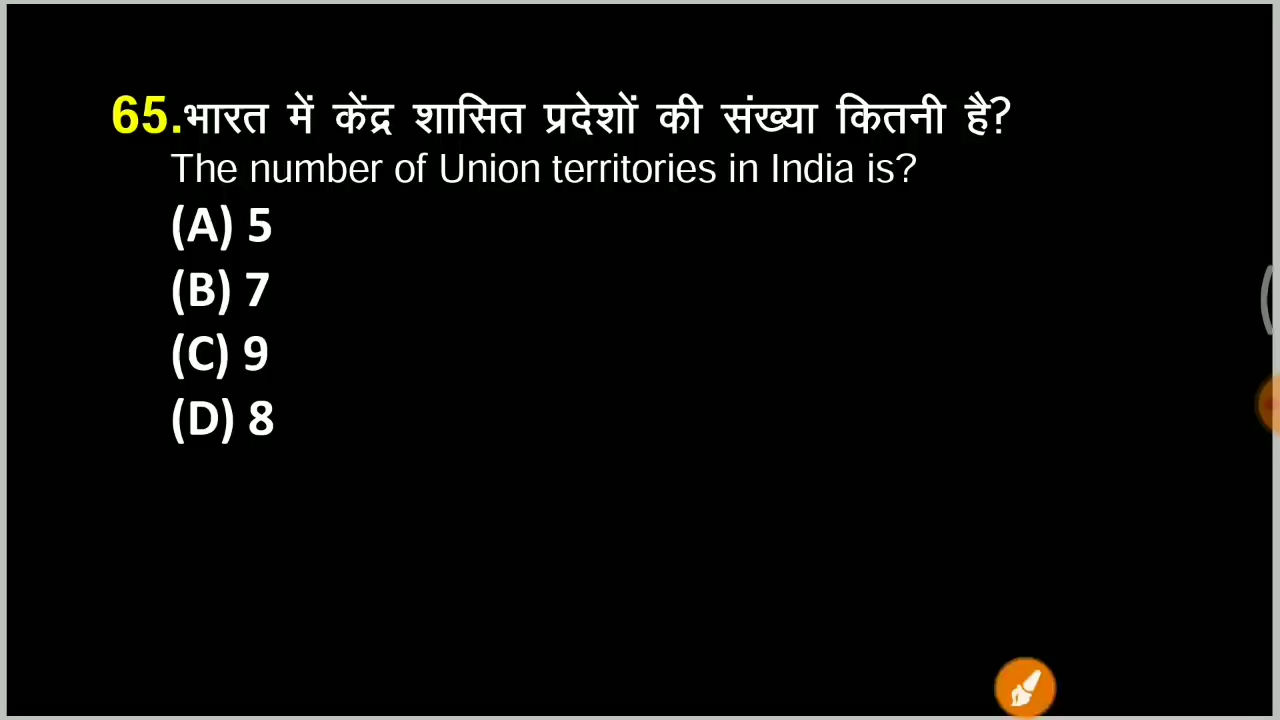 65.भारत में केंद्र शासित प्रदेशों की संख्या कितनी है?
The number of Union territories in India is?
(A) 5
(B) 7
(C) 9
(D) 8